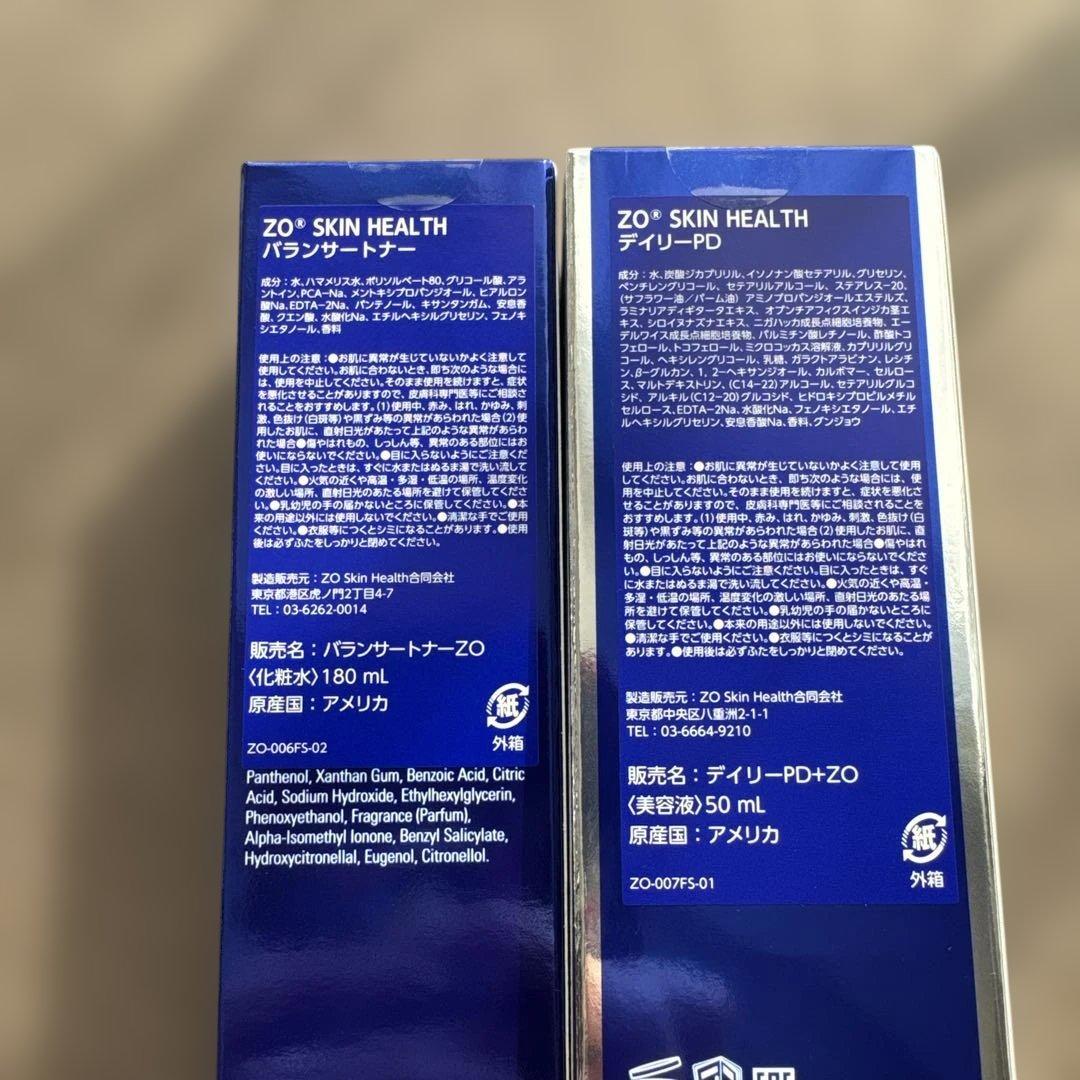 ZO® SKIN HEALTH
バランサートナー
成分：水、ハマメリス水、ポリソルベート80、グリコール酸、アラ
ントイン、PCA-Na、メントキシプロパンジオール、ヒアルロン
酸Na、EDTA-2Na、パンテノール、キサンタンガム、安息香
酸、クエン酸、水酸化Na、エチルヘキシルグリセリン、フェノキ
シエタノール、香料
使用上の注意：●お肌に異常が生じていないかよく注意して
使用してください。お肌に合わないとき、即ち次のような場合に
は、使用を中止してください。そのまま使用を続けますと、症状
を悪化させることがありますので、皮膚科専門医等にご相談さ
れることをおすすめします。(1)使用中、赤み、はれ、かゆみ、刺
激、色抜け(白斑等)や黒ずみ等の異常があらわれた場合(2)使
用したお肌に、直射日光があたって上記のような異常があらわ
れた場合●傷やはれもの、しっしん等、異常のある部位にはお
使いにならないでください。●目に入らないようにご注意くださ
い。目に入ったときは、すぐに水またはぬるま湯で洗い流して
ください。●火気の近くや高温・多湿・低温の場所、温度変化
の激しい場所、直射日光のあたる場所を避けて保管してくださ
い。●乳幼児の手の届かないところに保管してください。●本
来の用途以外には使用しないでください。●清潔な手でご使用
ください。●衣服等につくとシミになることがあります。●使用
後は必ずふたをしっかりと閉めてください。
製造販売元：ZO Skin Health合同会社
東京都港区虎ノ門2丁目4-7
TEL：03-6262-0014
販売名：バランサートナーZO
〈化粧水〉180 mL
原産国：アメリカ
紙
外箱
ZO-006FS-02
Panthenol, Xanthan Gum, Benzoic Acid, Citric
Acid, Sodium Hydroxide, Ethylhexylglycerin,
Phenoxyethanol, Fragrance (Parfum),
Alpha-Isomethyl Ionone, Benzyl Salicylate,
Hydroxycitronellal, Eugenol, Citronellol.
ZO® SKIN HEALTH
デイリーPD
成分：水、炭酸ジカプリリル、イソノナン酸セテアリル、グリセリン、
ペンチレングリコール、セテアリルアルコール、ステアレス-20、
(サフラワー油／パーム油) アミノプロパンジオールエステルズ、
ラミナリアディギタータエキス、オプンチアフィクスインジカ茎エ
キス、シロイヌナズナエキス、ニガハッカ成長点細胞培養物、エー
デルワイス成長点細胞培養物、パルミチン酸レチノール、酢酸トコ
フェロール、トコフェロール、ミクロコッカス溶解液、カプリリルグリ
コール、ヘキシレングリコール、乳糖、ガラクトアラビナン、レシチ
ン、β-グルカン、1，2-ヘキサンジオール、カルボマー、セルロー
ス、マルトデキストリン、(C14-22)アルコール、セテアリルグルコ
シド、アルキル(C12-20)グルコシド、ヒドロキシプロピルメチル
セルロース、EDTA-2Na、水酸化Na、フェノキシエタノール、エチ
ルヘキシルグリセリン、安息香酸Na、香料、グンジョウ
使用上の注意：●お肌に異常が生じていないかよく注意して使用
してください。お肌に合わないとき、即ち次のような場合には、使
用を中止してください。そのまま使用を続けますと、症状を悪化さ
せることがありますので、皮膚科専門医等にご相談されることを
おすすめします。(1)使用中、赤み、はれ、かゆみ、刺激、色抜け(白
斑等)や黒ずみ等の異常があらわれた場合(2)使用したお肌に、直
射日光があたって上記のような異常があらわれた場合●傷やはれ
もの、しっしん等、異常のある部位にはお使いにならないでくださ
い。●目に入らないようにご注意ください。目に入ったときは、すぐ
に水またはぬるま湯で洗い流してください。●火気の近くや高温・
多湿・低温の場所、温度変化の激しい場所、直射日光のあたる場
所を避けて保管してください。●乳幼児の手の届かないところに
保管してください。●本来の用途以外には使用しないでください。
●清潔な手でご使用ください。●衣服等につくとシミになることが
あります。●使用後は必ずふたをしっかりと閉めてください。
製造販売元：ZO Skin Health合同会社
東京都中央区八重洲2-1-1
TEL：03-6664-9210
販売名：デイリーPD+ZO
〈美容液〉50 mL
原産国：アメリカ
紙
外箱
ZO-007FS-01